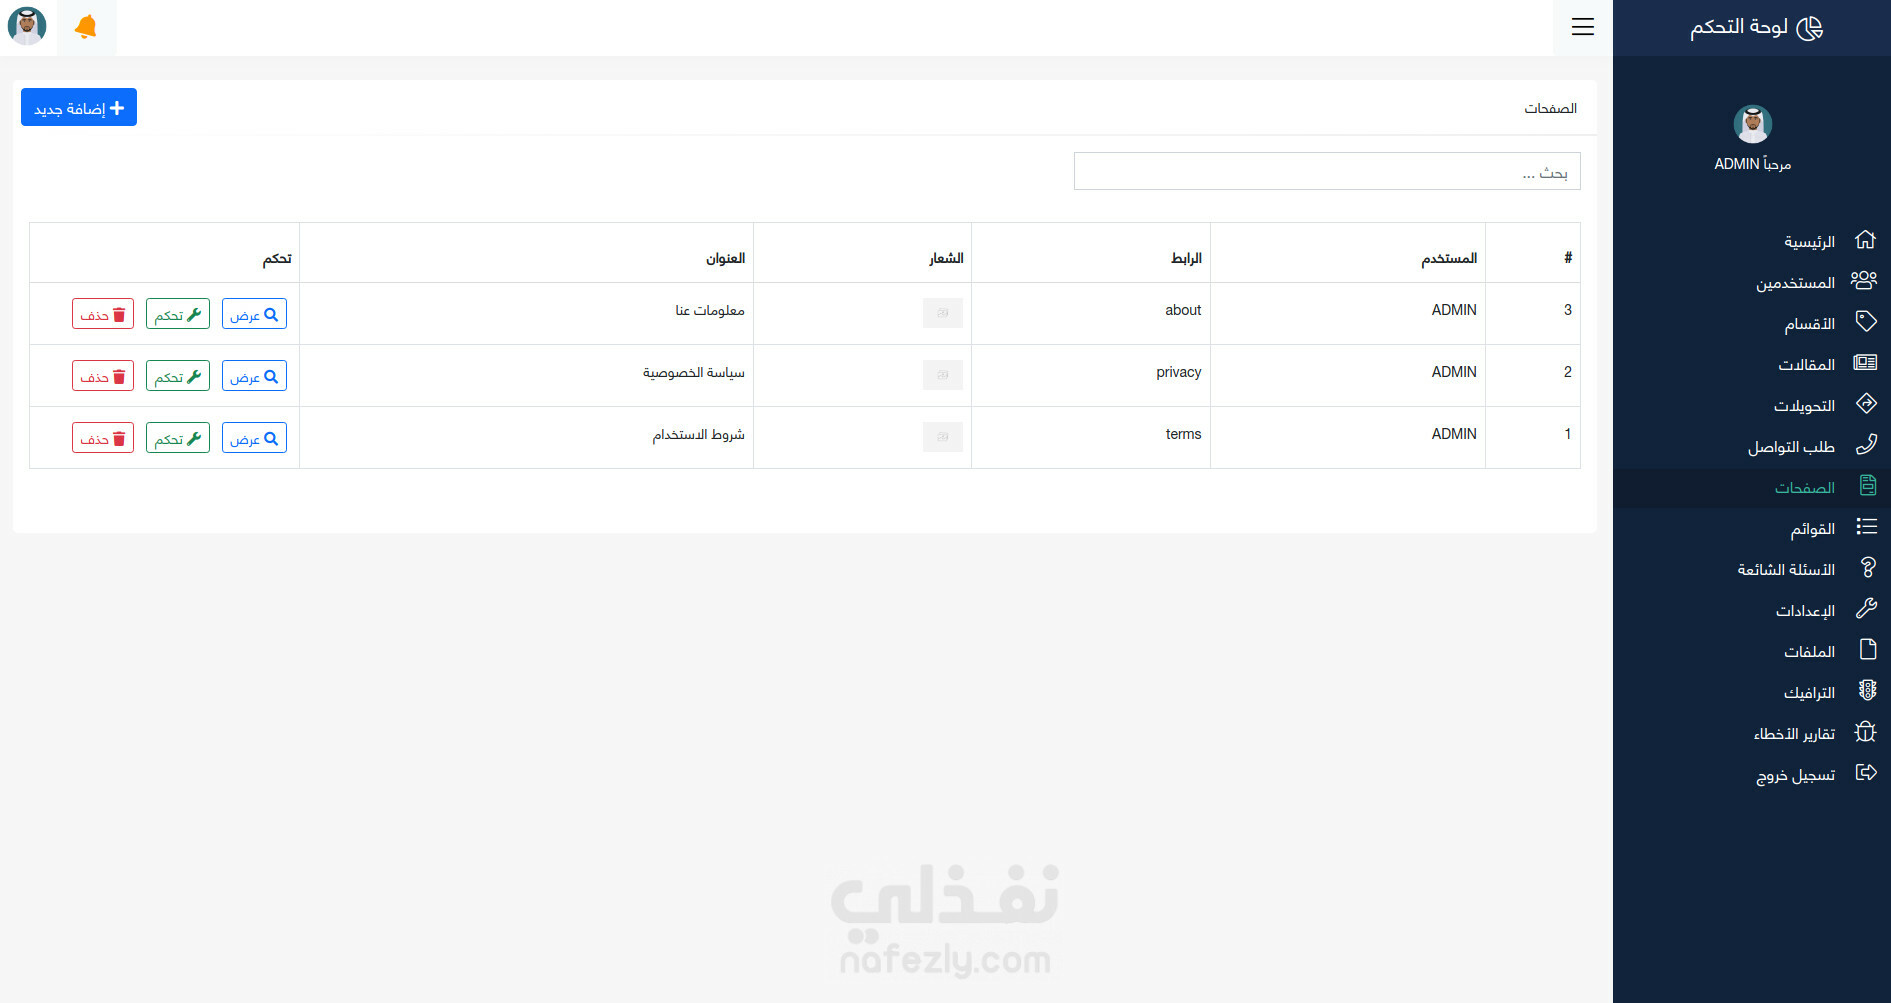 لوحة التحكم
مرحباً ADMIN
الرئيسية
المستخدمين
الأقسام
المقالات
التحويلات
طلب التواصل
الصفحات
القوائم
الأسئلة الشائعة
الإعدادات
الملفات
الترافيك
تقارير الأخطاء
تسجيل خروج
الصفحات
إضافة جديد
بحث ...
# المستخدم الرابط الشعار العنوان تحكم
3 ADMIN about معلومات عنا عرض تحكم حذف
2 ADMIN privacy سياسة الخصوصية عرض تحكم حذف
1 ADMIN terms شروط الاستخدام عرض تحكم حذف
نفذلي
nafezly.com